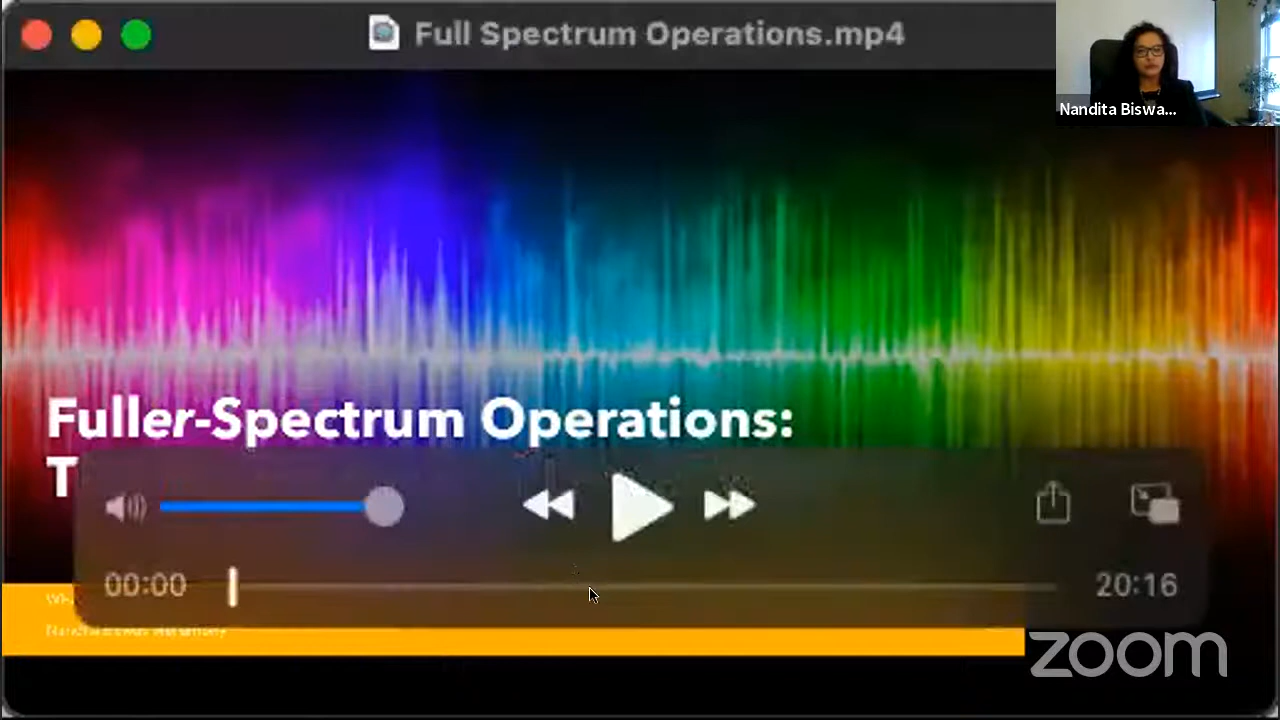 Full Spectrum Operations.mp4
Nandita Biswa...
Fuller-Spectrum Operations:
T
00:00
20:16
zoom